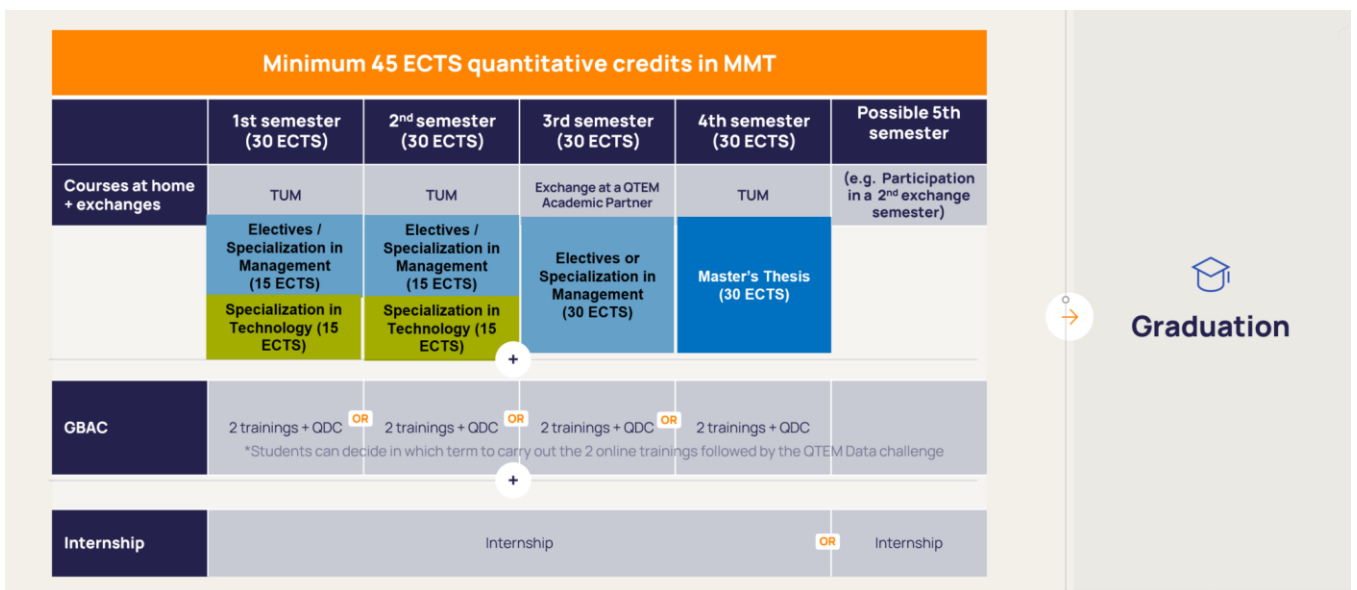 Minimum 45 ECTS quantitative credits in MMT
1st semester
(30 ECTS)
2nd semester
(30 ECTS)
3rd semester
(30 ECTS)
4th semester
(30 ECTS)
Possible 5th
semester
Courses at home
+ exchanges
TUM
TUM
Exchange at a QTEM
Academic Partner
TUM
(e.g. Participation
in a 2nd exchange
semester)
Electives /
Specialization in
Management
(15 ECTS)
Specialization in
Technology (15
ECTS)
Electives /
Specialization in
Management
(15 ECTS)
Specialization in
Technology (15
ECTS)
Electives or
Specialization in
Management
(30 ECTS)
Master's Thesis
(30 ECTS)
+
GBAC
2 trainings + QDC
OR
2 trainings + QDC
OR
2 trainings + QDC
OR
2 trainings + QDC
*Students can decide in which term to carry out the 2 online trainings followed by the QTEM Data challenge
+
Internship
Internship
OR
Internship
Graduation